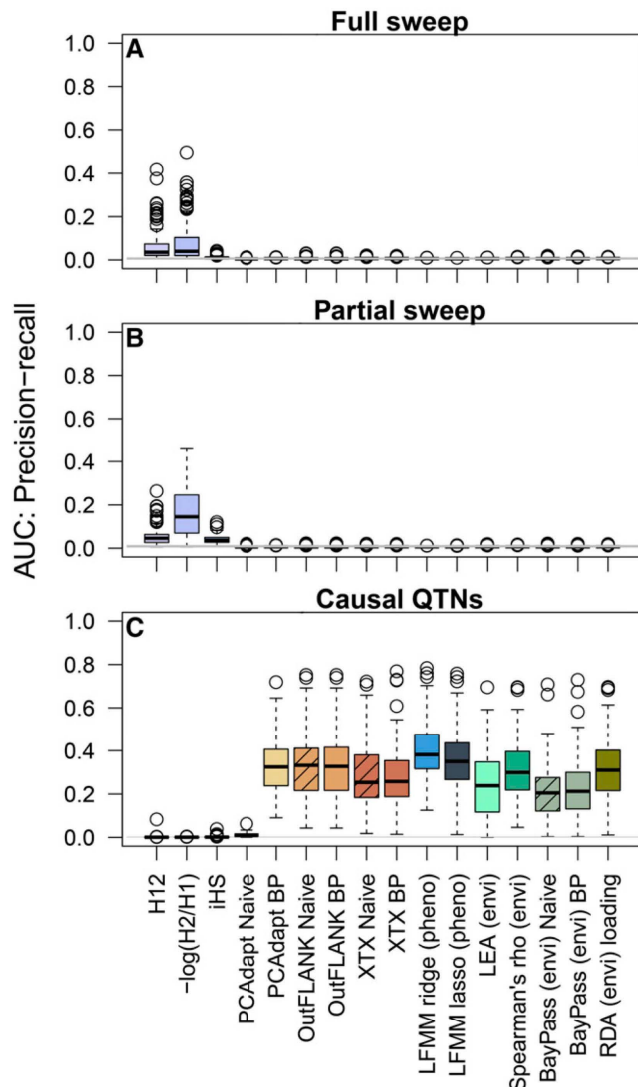 Full sweep
A
1.0
0.8
0.6
0.4
0.2
0.0
Partial sweep
B
1.0
0.8
0.6
0.4
0.2
0.0
AUC: Precision−recall
Causal QTNs
C
1.0
0.8
0.6
0.4
0.2
0.0
H12
-log(H2/H1)
iHS
PCAdapt Naive
PCAdapt BP
OutFLANK Naive
OutFLANK BP
XTX Naive
XTX BP
LFMM ridge (pheno)
LFMM lasso (pheno)
LEA (envi)
Spearman's rho (envi)
BayPass (envi) Naive
BayPass (envi) BP
RDA (envi) loading